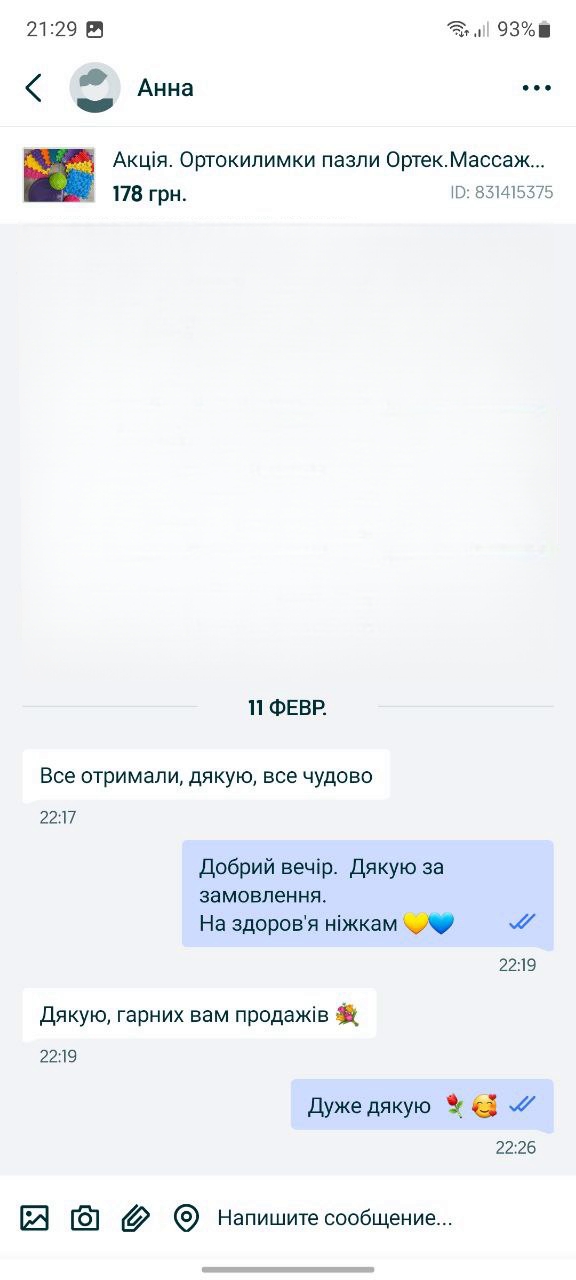 21:29
93%
Анна
Акція. Ортокилимки пазли Ортек.Массаж...
178 грн.
ID: 831415375
11 ФЕВР.
Все отримали, дякую, все чудово
22:17
Добрий вечір. Дякую за
замовлення.
На здоров'я ніжкам 💛💙
22:19
Дякую, гарних вам продажів 💐
22:19
Дуже дякую 🌹🥰
22:26
Напишите сообщение...